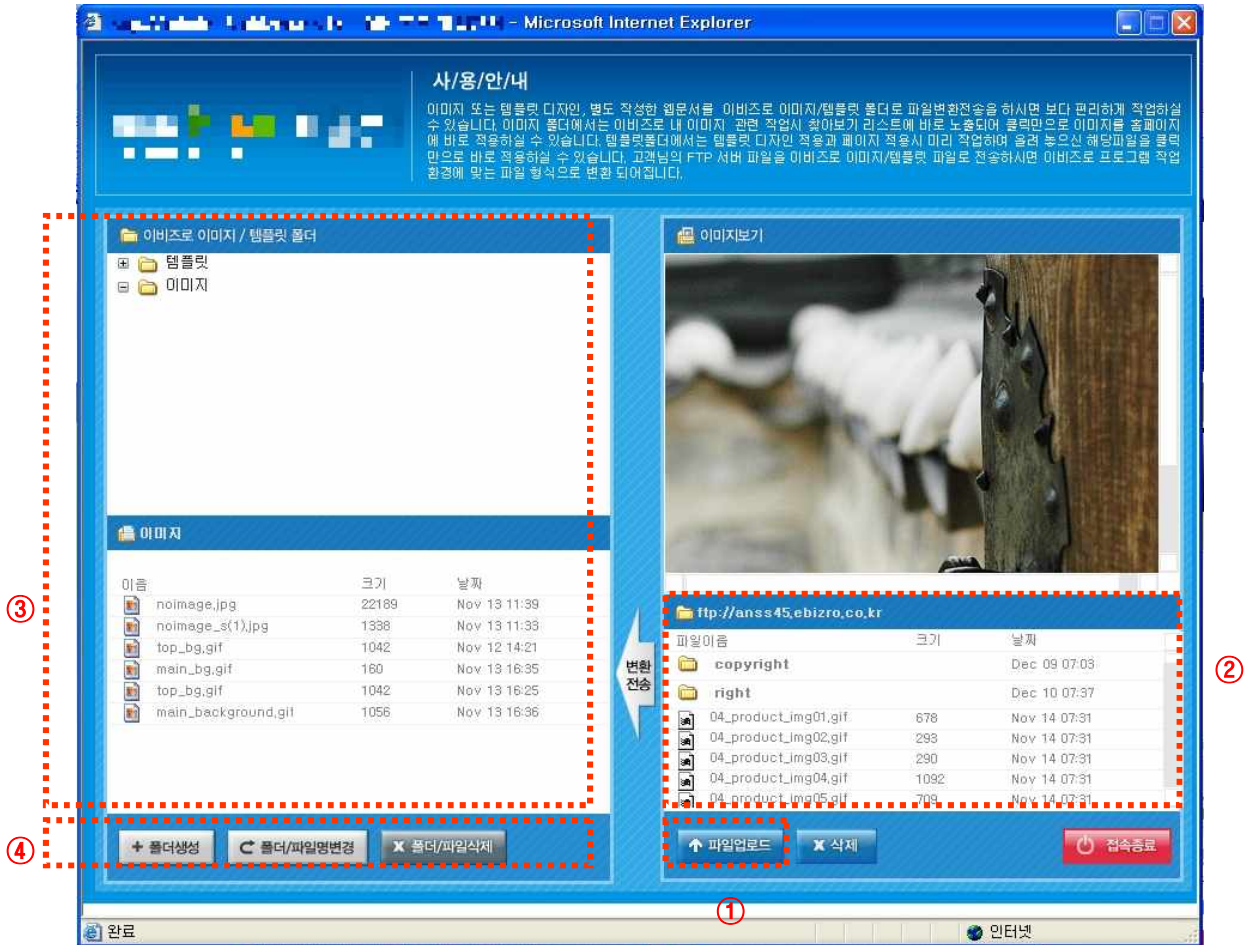 - Microsoft Internet Explorer
사/용/안/내
이미지 또는 템플릿 디자인, 별도 작성한 웹문서를 이비즈로 이미지/템플릿 폴더로 파일변환전송을 하시면 보다 편리하게 작업하실
수 있습니다. 이미지 폴더에서는 이비즈로 내 이미지 관련 작업시 찾아보기 리스트에 바로 노출되어 클릭만으로 이미지를 홈페이지
에 바로 적용하실 수 있습니다. 템플릿폴더에서는 템플릿 디자인 적용과 페이지 적용시 미리 작업하여 올려 놓으신 해당파일을 클릭
만으로 바로 적용하실 수 있습니다. 고객님의 FTP 서버 파일을 이비즈로 이미지/템플릿 파일로 전송하시면 이비즈로 프로그램 작업
환경에 맞는 파일 형식으로 변환 되어집니다.
이비즈로 이미지 / 템플릿 폴더
템플릿
이미지
이미지
이름 크기 날짜
noimage.jpg 22189 Nov 13 11:39
noimage_s(1).jpg 1338 Nov 13 11:33
top_bg.gif 1042 Nov 12 14:21
main_bg.gif 160 Nov 13 16:35
top_bg.gif 1042 Nov 13 16:25
main_background.gif 1056 Nov 13 16:36
③
+ 폴더생성 폴더/파일명변경 X 폴더/파일삭제
④
변환
전송
이미지보기
ftp://anss45.ebizro.co.kr
파일이름 크기 날짜
copyright Dec 09 07:03
right Dec 10 07:37
04_product_img01.gif 678 Nov 14 07:31
04_product_img02.gif 293 Nov 14 07:31
04_product_img03.gif 290 Nov 14 07:31
04_product_img04.gif 1092 Nov 14 07:31
04_product_img05.gif 709 Nov 14 07:31
②
파일업로드 X 삭제 접속종료
①
완료 인터넷